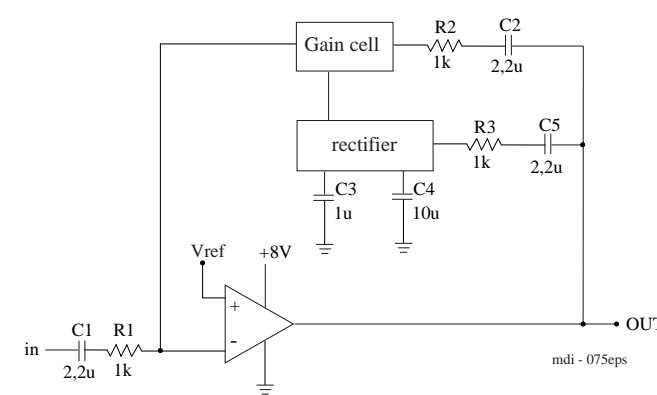 R2
C2
Gain cell
1k
2,2u
R3
C5
rectifier
1k
2,2u
C3
C4
1u
10u
Vref
+8V
+
C1
R1
OUT
in
-
2,2u
1k
mdi - 075eps